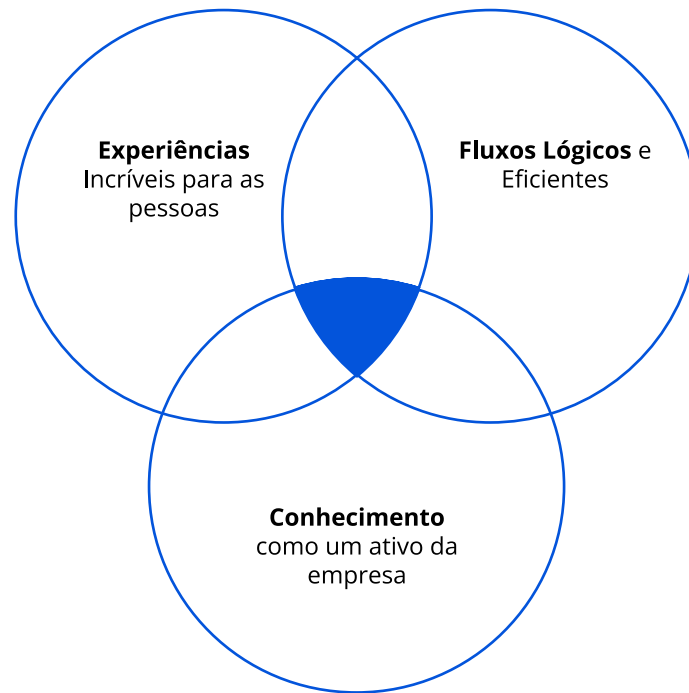 Experiências
Incríveis para as
pessoas
Fluxos Lógicos e
Eficientes
Conhecimento
como um ativo da
empresa